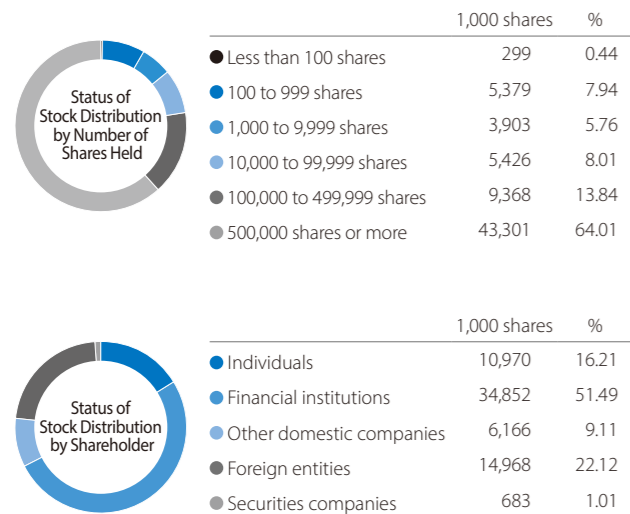 1,000 shares %
Status of
Stock Distribution
by Number of
Shares Held
Less than 100 shares 299 0.44
100 to 999 shares 5,379 7.94
1,000 to 9,999 shares 3,903 5.76
10,000 to 99,999 shares 5,426 8.01
100,000 to 499,999 shares 9,368 13.84
500,000 shares or more 43,301 64.01
1,000 shares %
Status of
Stock Distribution
by Shareholder
Individuals 10,970 16.21
Financial institutions 34,852 51.49
Other domestic companies 6,166 9.11
Foreign entities 14,968 22.12
Securities companies 683 1.01